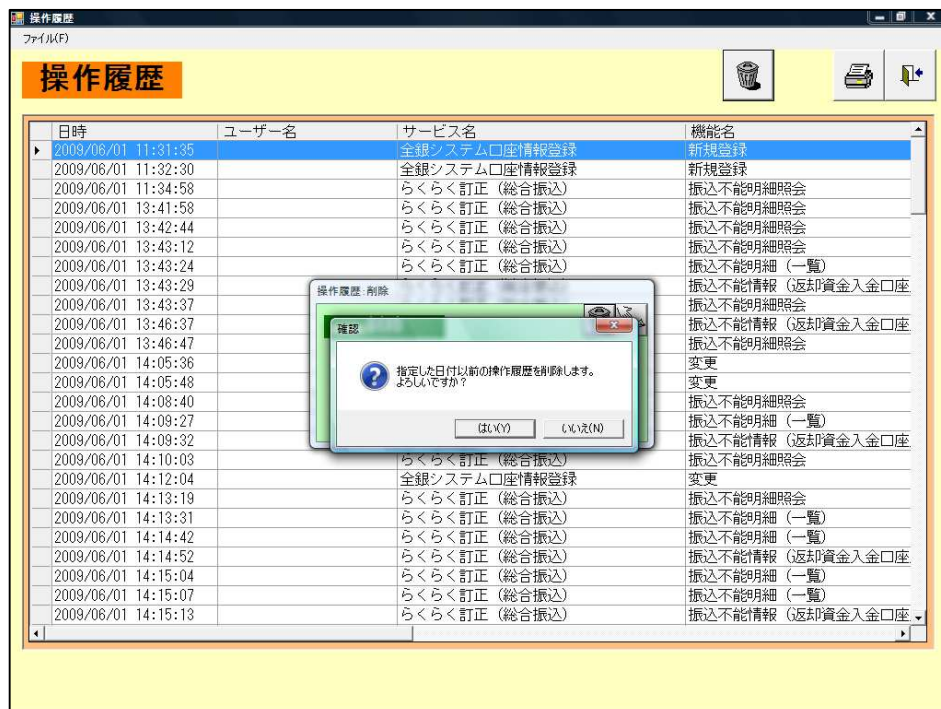 操作履歴
ファイル(F)
操作履歴
日時 ユーザー名 サービス名 機能名
2009/06/01 11:31:35 全銀システム口座情報登録 新規登録
2009/06/01 11:32:30 全銀システム口座情報登録 新規登録
2009/06/01 11:34:58 らくらく訂正（総合振込） 振込不能明細照会
2009/06/01 13:41:58 らくらく訂正（総合振込） 振込不能明細照会
2009/06/01 13:42:44 らくらく訂正（総合振込） 振込不能明細照会
2009/06/01 13:43:12 らくらく訂正（総合振込） 振込不能明細照会
2009/06/01 13:43:24 らくらく訂正（総合振込） 振込不能明細（一覧）
2009/06/01 13:43:29 振込不能情報（返却資金入金口座
2009/06/01 13:43:37 振込不能明細照会
2009/06/01 13:46:37 振込不能情報（返却資金入金口座
2009/06/01 13:46:47 振込不能明細照会
2009/06/01 14:05:36 変更
2009/06/01 14:05:48 変更
2009/06/01 14:08:40 振込不能明細照会
2009/06/01 14:09:27 振込不能明細（一覧）
2009/06/01 14:09:32 振込不能情報（返却資金入金口座
2009/06/01 14:10:03 らくらく訂正（総合振込） 振込不能明細照会
2009/06/01 14:12:04 全銀システム口座情報登録 変更
2009/06/01 14:13:19 らくらく訂正（総合振込） 振込不能明細照会
2009/06/01 14:13:31 らくらく訂正（総合振込） 振込不能明細（一覧）
2009/06/01 14:14:42 らくらく訂正（総合振込） 振込不能明細（一覧）
2009/06/01 14:14:52 らくらく訂正（総合振込） 振込不能情報（返却資金入金口座
2009/06/01 14:15:04 らくらく訂正（総合振込） 振込不能明細（一覧）
2009/06/01 14:15:07 らくらく訂正（総合振込） 振込不能明細（一覧）
2009/06/01 14:15:13 らくらく訂正（総合振込） 振込不能情報（返却資金入金口座
操作履歴：削除
確認
指定した日付以前の操作履歴を削除します。
よろしいですか？
はい(Y) いいえ(N)